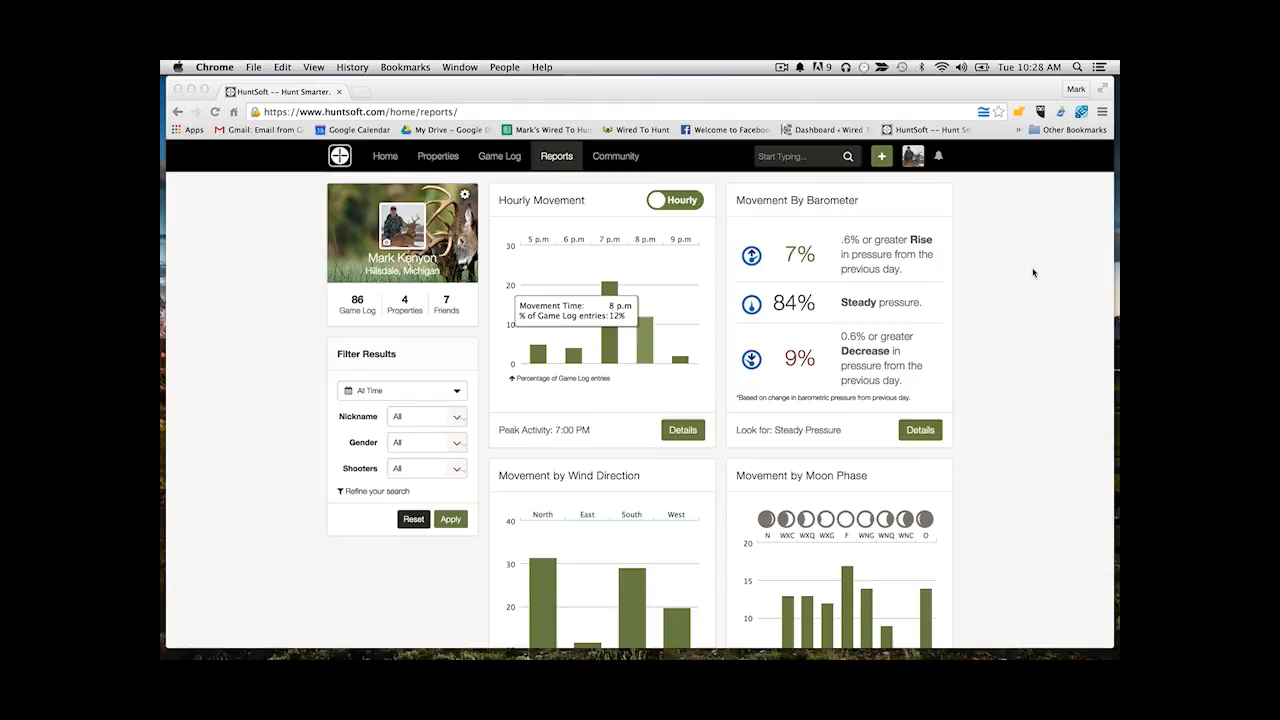 Chrome File Edit View History Bookmarks Window People Help
9 Tue 10:28 AM
HuntSoft -- Hunt Smarter. ×
Mark
https://www.huntsoft.com/home/reports/
Apps Gmail: Email from G Google Calendar My Drive - Google D Mark's Wired To Hun Wired To Hunt Welcome to Faceboo Dashboard ‹ Wired T HuntSoft -- Hunt Sm » Other Bookmarks
Home Properties Game Log Reports Community Start Typing... +
Mark Kenyon
Hillsdale, Michigan
86 4 7
Game Log Properties Friends
Filter Results
All Time
Nickname All
Gender All
Shooters All
Refine your search
Reset Apply
Hourly Movement Hourly
5 p.m 6 p.m 7 p.m 8 p.m 9 p.m
30
20
10
0
Movement Time: 8 p.m
% of Game Log entries: 12%
Percentage of Game Log entries
Peak Activity: 7:00 PM Details
Movement By Barometer
7% .6% or greater Rise
in pressure from the
previous day.
84% Steady pressure.
9% 0.6% or greater
Decrease in
pressure from the
previous day.
*Based on change in barometric pressure from previous day.
Look for: Steady Pressure Details
Movement by Wind Direction
North East South West
40
30
20
Movement by Moon Phase
N WXC WXQ WXG F WNG WNQ WNC O
20
15
10